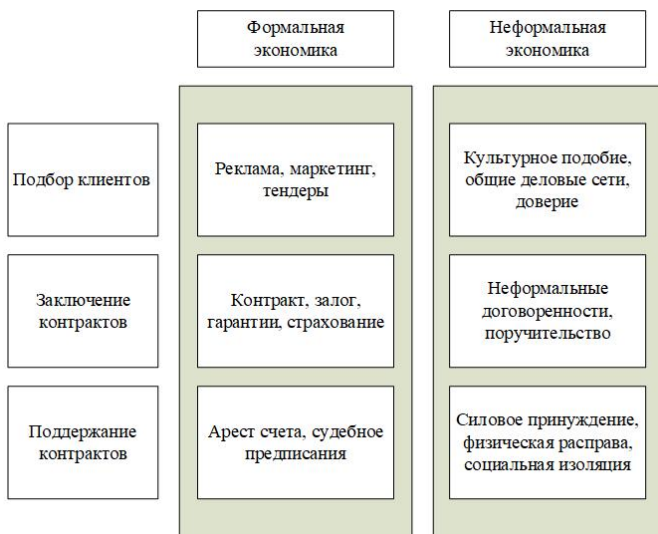 Формальная
экономика
Неформальная
экономика
Подбор клиентов
Реклама, маркетинг,
тендеры
Культурное подобие,
общие деловые сети,
доверие
Заключение
контрактов
Контракт, залог,
гарантии, страхование
Неформальные
договоренности,
поручительство
Поддержание
контрактов
Арест счета, судебное
предписания
Силовое принуждение,
физическая расправа,
социальная изоляция